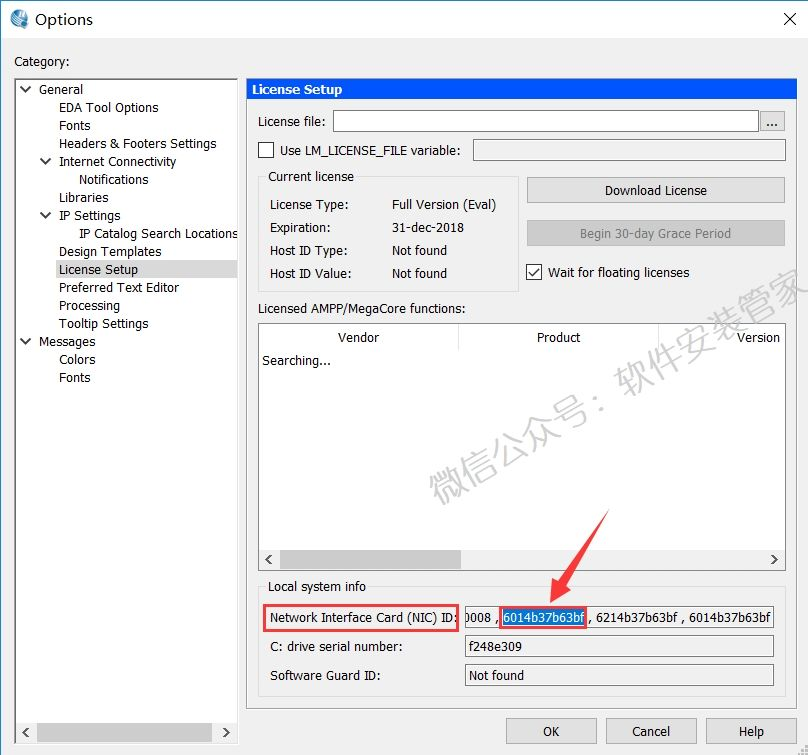 Options
Category:
General
EDA Tool Options
Fonts
Headers & Footers Settings
Internet Connectivity
Notifications
Libraries
IP Settings
IP Catalog Search Locations
Design Templates
License Setup
Preferred Text Editor
Processing
Tooltip Settings
Messages
Colors
Fonts
License Setup
License file:
...
Use LM_LICENSE_FILE variable:
Current license
License Type: Full Version (Eval)
Expiration: 31-dec-2018
Host ID Type: Not found
Host ID Value: Not found
Download License
Begin 30-day Grace Period
Wait for floating licenses
Licensed AMPP/MegaCore functions:
Vendor Product Version
Searching...
微信公众号：软件安装管家
Local system info
Network Interface Card (NIC) ID: 0008 , 6014b37b63bf , 6214b37b63bf , 6014b37b63bf
C: drive serial number: f248e309
Software Guard ID: Not found
OK Cancel Help